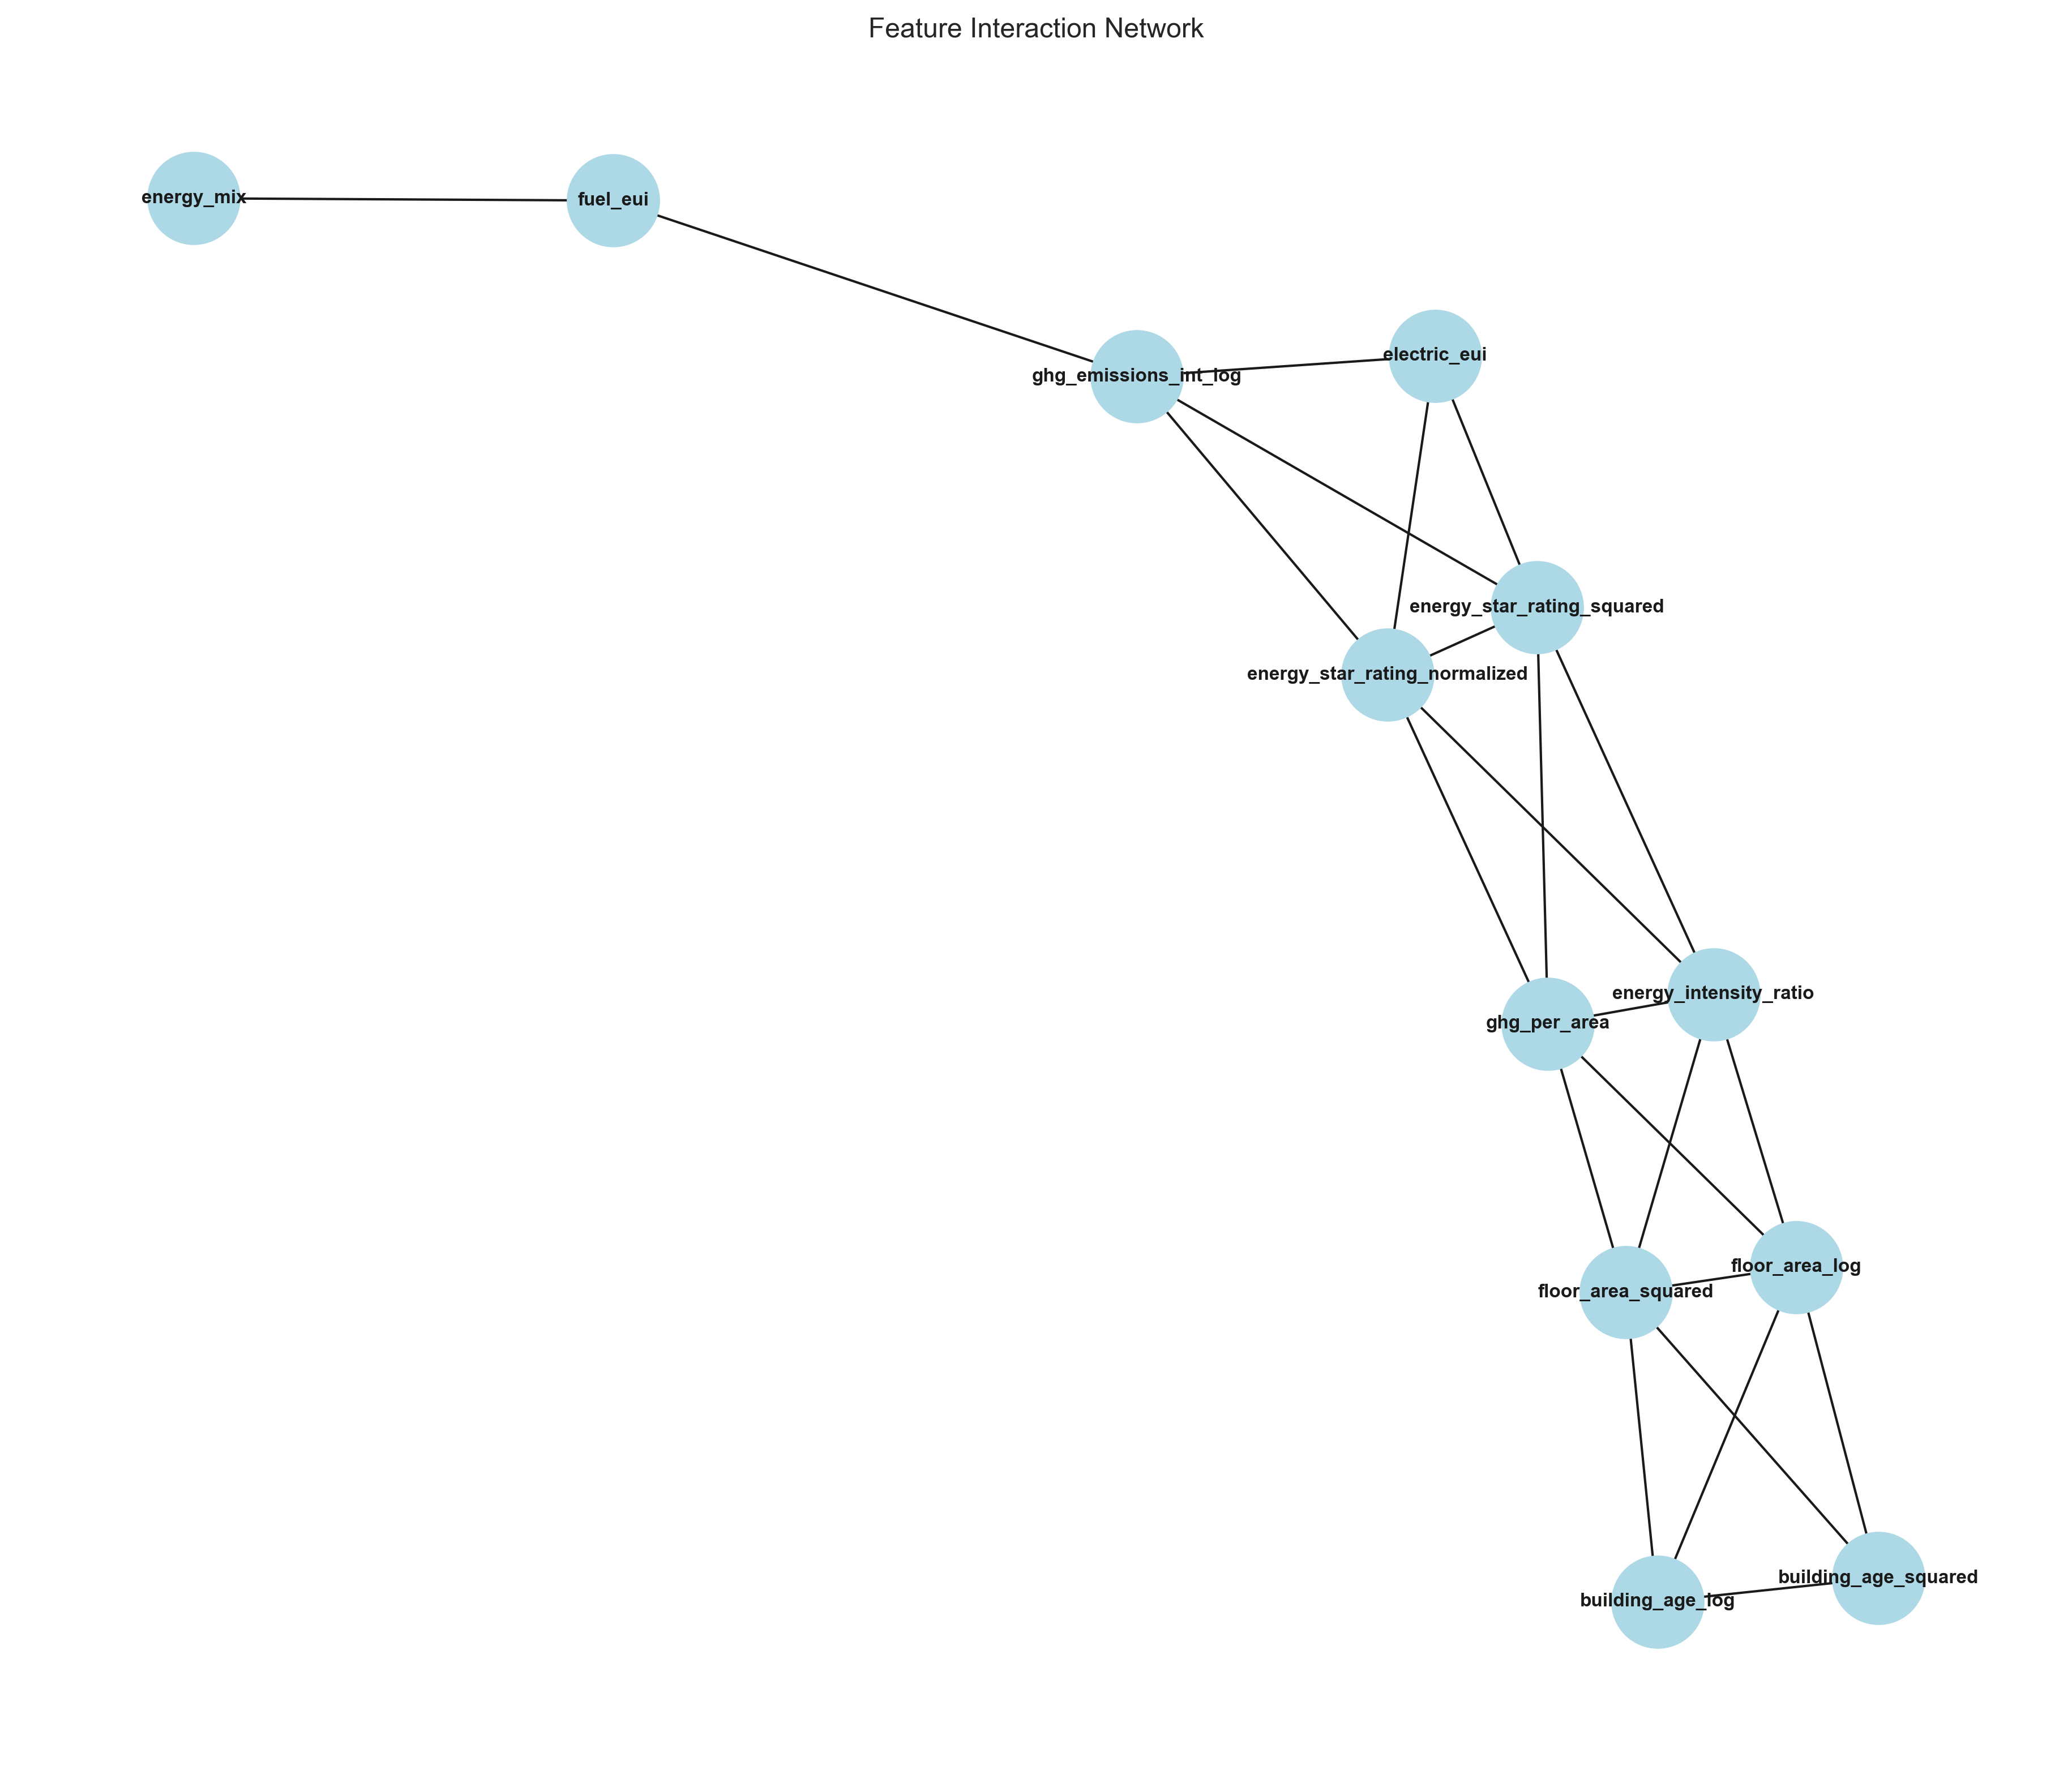 Feature Interaction Network
energy_mix
fuel_eui
electric_eui
ghg_emissions_int_log
energy_star_rating_squared
energy_star_rating_normalized
energy_intensity_ratio
ghg_per_area
floor_area_log
floor_area_squared
building_age_squared
building_age_log